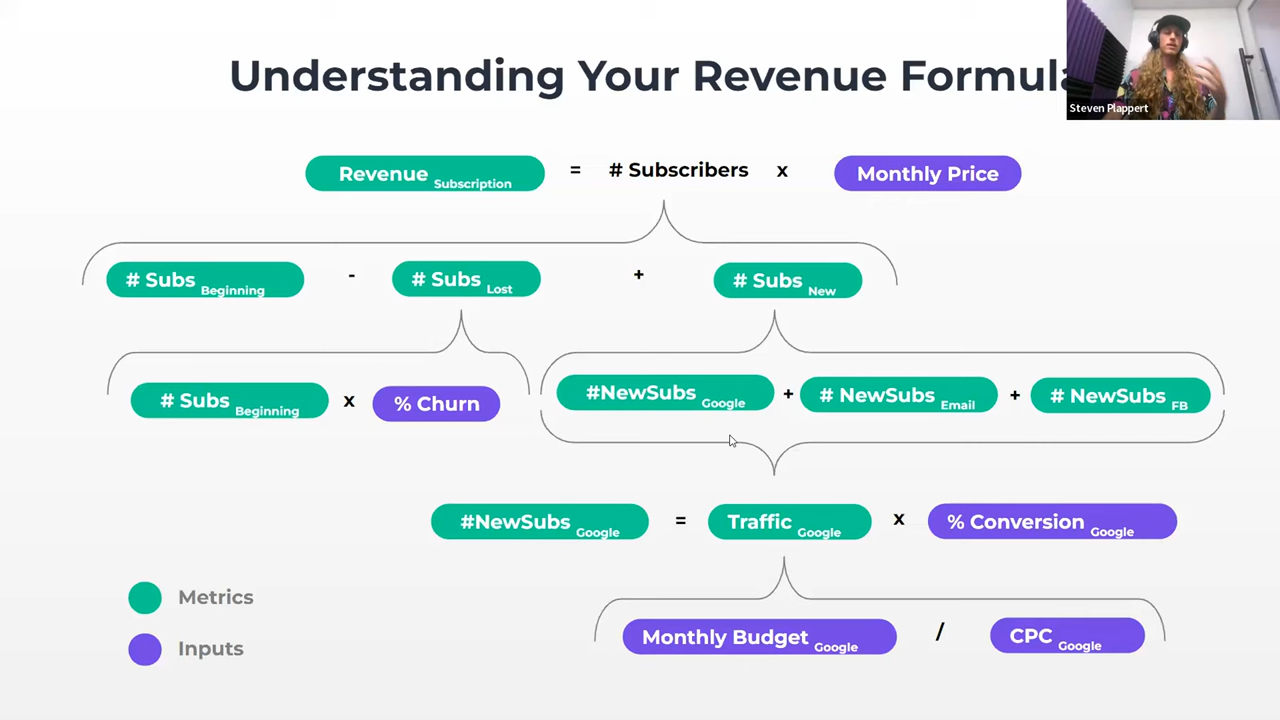 Understanding Your Revenue Formula
Steven Plappert
Revenue Subscription = # Subscribers x Monthly Price
# Subs Beginning - # Subs Lost + # Subs New
# Subs Beginning x % Churn #NewSubs Google + # NewSubs Email + # NewSubs FB
#NewSubs Google = Traffic Google x % Conversion Google
Metrics
Monthly Budget Google / CPC Google
Inputs